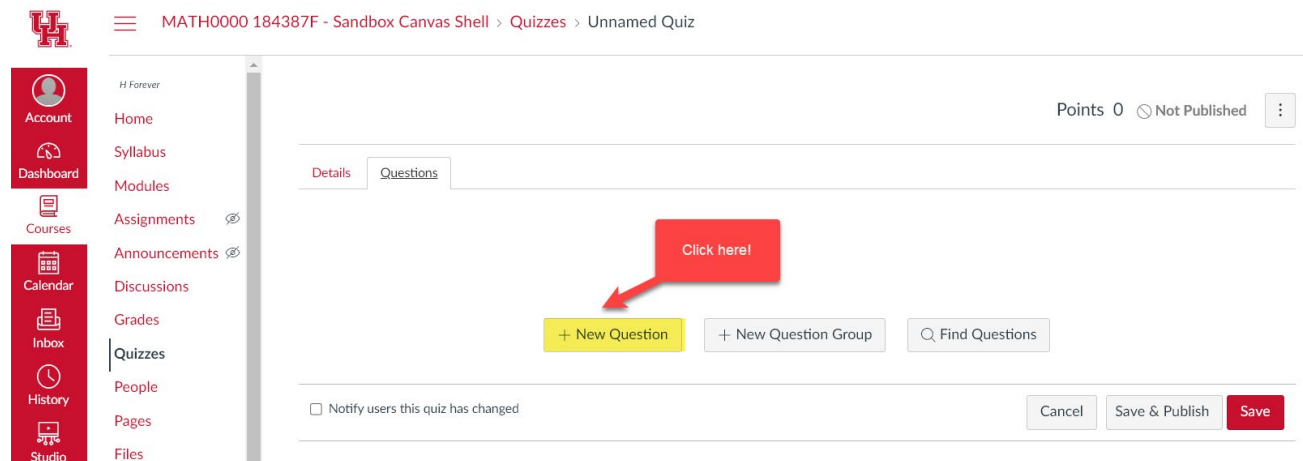 MATH0000 184387F - Sandbox Canvas Shell > Quizzes > Unnamed Quiz
UH
Account
Dashboard
Courses
Calendar
Inbox
History
Studio
H Forever
Home
Syllabus
Modules
Assignments
Announcements
Discussions
Grades
Quizzes
People
Pages
Files
Points 0 Not Published
Details Questions
Click here!
+ New Question + New Question Group Find Questions
Notify users this quiz has changed Cancel Save & Publish Save